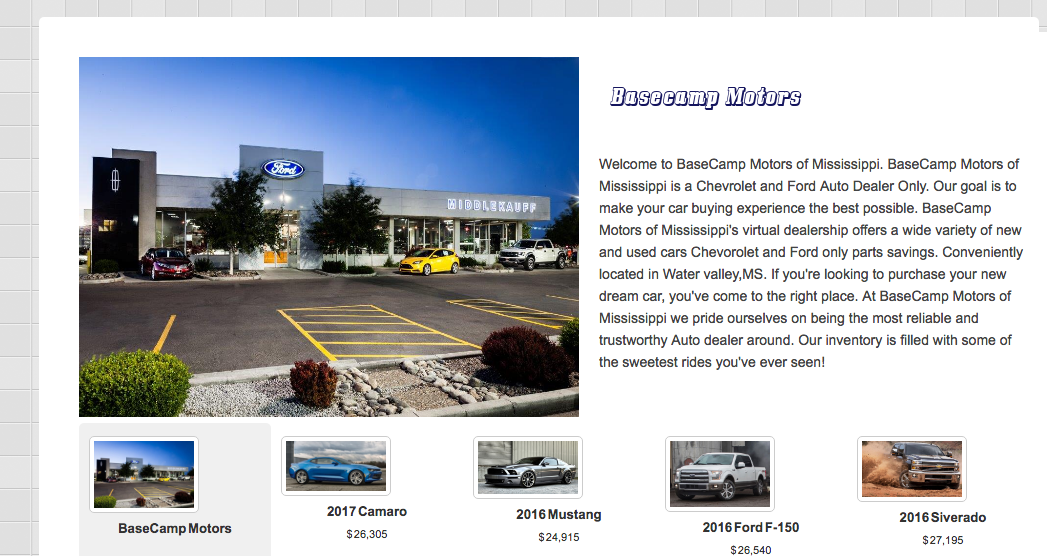 Ford
MIDDLEKAUFF
Basecamp Motors
Welcome to BaseCamp Motors of Mississippi. BaseCamp Motors of
Mississippi is a Chevrolet and Ford Auto Dealer Only. Our goal is to
make your car buying experience the best possible. BaseCamp
Motors of Mississippi's virtual dealership offers a wide variety of new
and used cars Chevorolet and Ford only parts savings. Conveniently
located in Water valley,MS. If you're looking to purchase your new
dream car, you've come to the right place. At BaseCamp Motors of
Mississippi we pride ourselves on being the most reliable and
trustworthy Auto dealer around. Our inventory is filled with some of
the sweetest rides you've ever seen!
BaseCamp Motors
2017 Camaro
$26,305
2016 Mustang
$24,915
2016 Ford F-150
$26,540
2016 Siverado
$27,195